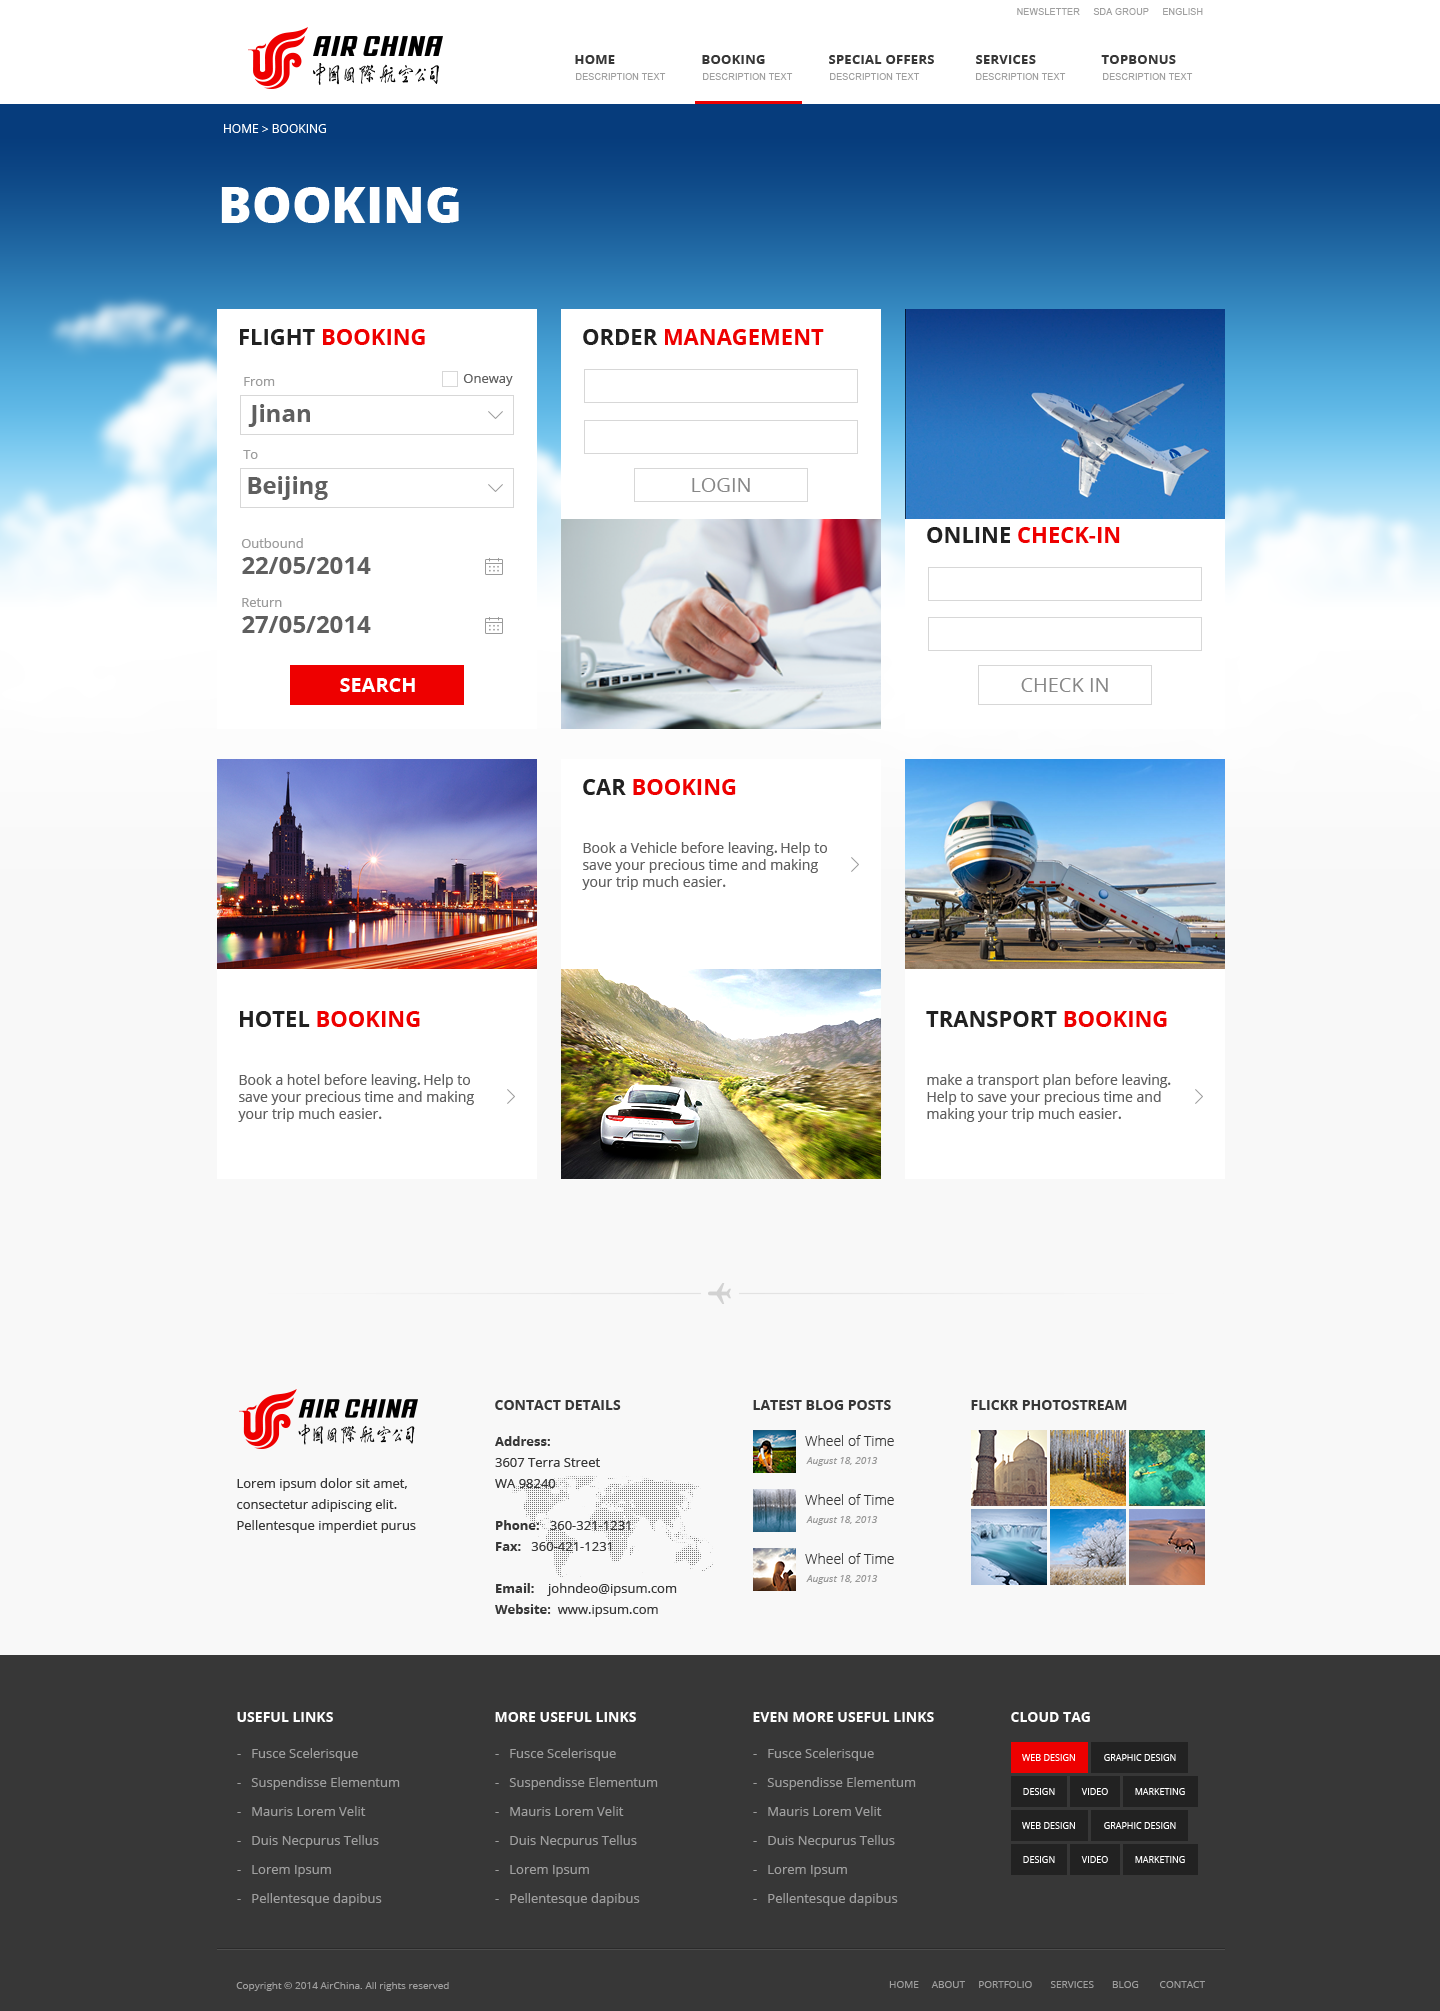 NEWSLETTER SDA GROUP ENGLISH
AIR CHINA
中国国際航空公司
HOME BOOKING SPECIAL OFFERS SERVICES TOPBONUS
DESCRIPTION TEXT DESCRIPTION TEXT DESCRIPTION TEXT DESCRIPTION TEXT DESCRIPTION TEXT
HOME > BOOKING
BOOKING
FLIGHT BOOKING
From
Oneway
Jinan
To
Beijing
Outbound
22/05/2014
Return
27/05/2014
SEARCH
ORDER MANAGEMENT
LOGIN
ONLINE CHECK-IN
CHECK IN
HOTEL BOOKING
Book a hotel before leaving. Help to
save your precious time and making
your trip much easier.
CAR BOOKING
Book a Vehicle before leaving. Help to
save your precious time and making
your trip much easier.
TRANSPORT BOOKING
make a transport plan before leaving.
Help to save your precious time and
making your trip much easier.
AIR CHINA
中国国際航空公司
Lorem ipsum dolor sit amet,
consectetur adipiscing elit.
Pellentesque imperdiet purus
CONTACT DETAILS
Address:
3607 Terra Street
WA 98240
Phone: 360-321-1231
Fax: 360-421-1231
Email: johndeo@ipsum.com
Website: www.ipsum.com
LATEST BLOG POSTS
Wheel of Time
August 18, 2013
Wheel of Time
August 18, 2013
Wheel of Time
August 18, 2013
FLICKR PHOTOSTREAM
USEFUL LINKS
- Fusce Scelerisque
- Suspendisse Elementum
- Mauris Lorem Velit
- Duis Necpurus Tellus
- Lorem Ipsum
- Pellentesque dapibus
MORE USEFUL LINKS
- Fusce Scelerisque
- Suspendisse Elementum
- Mauris Lorem Velit
- Duis Necpurus Tellus
- Lorem Ipsum
- Pellentesque dapibus
EVEN MORE USEFUL LINKS
- Fusce Scelerisque
- Suspendisse Elementum
- Mauris Lorem Velit
- Duis Necpurus Tellus
- Lorem Ipsum
- Pellentesque dapibus
CLOUD TAG
WEB DESIGN GRAPHIC DESIGN
DESIGN VIDEO MARKETING
WEB DESIGN GRAPHIC DESIGN
DESIGN VIDEO MARKETING
Copyright © 2014 AirChina. All rights reserved
HOME ABOUT PORTFOLIO SERVICES BLOG CONTACT